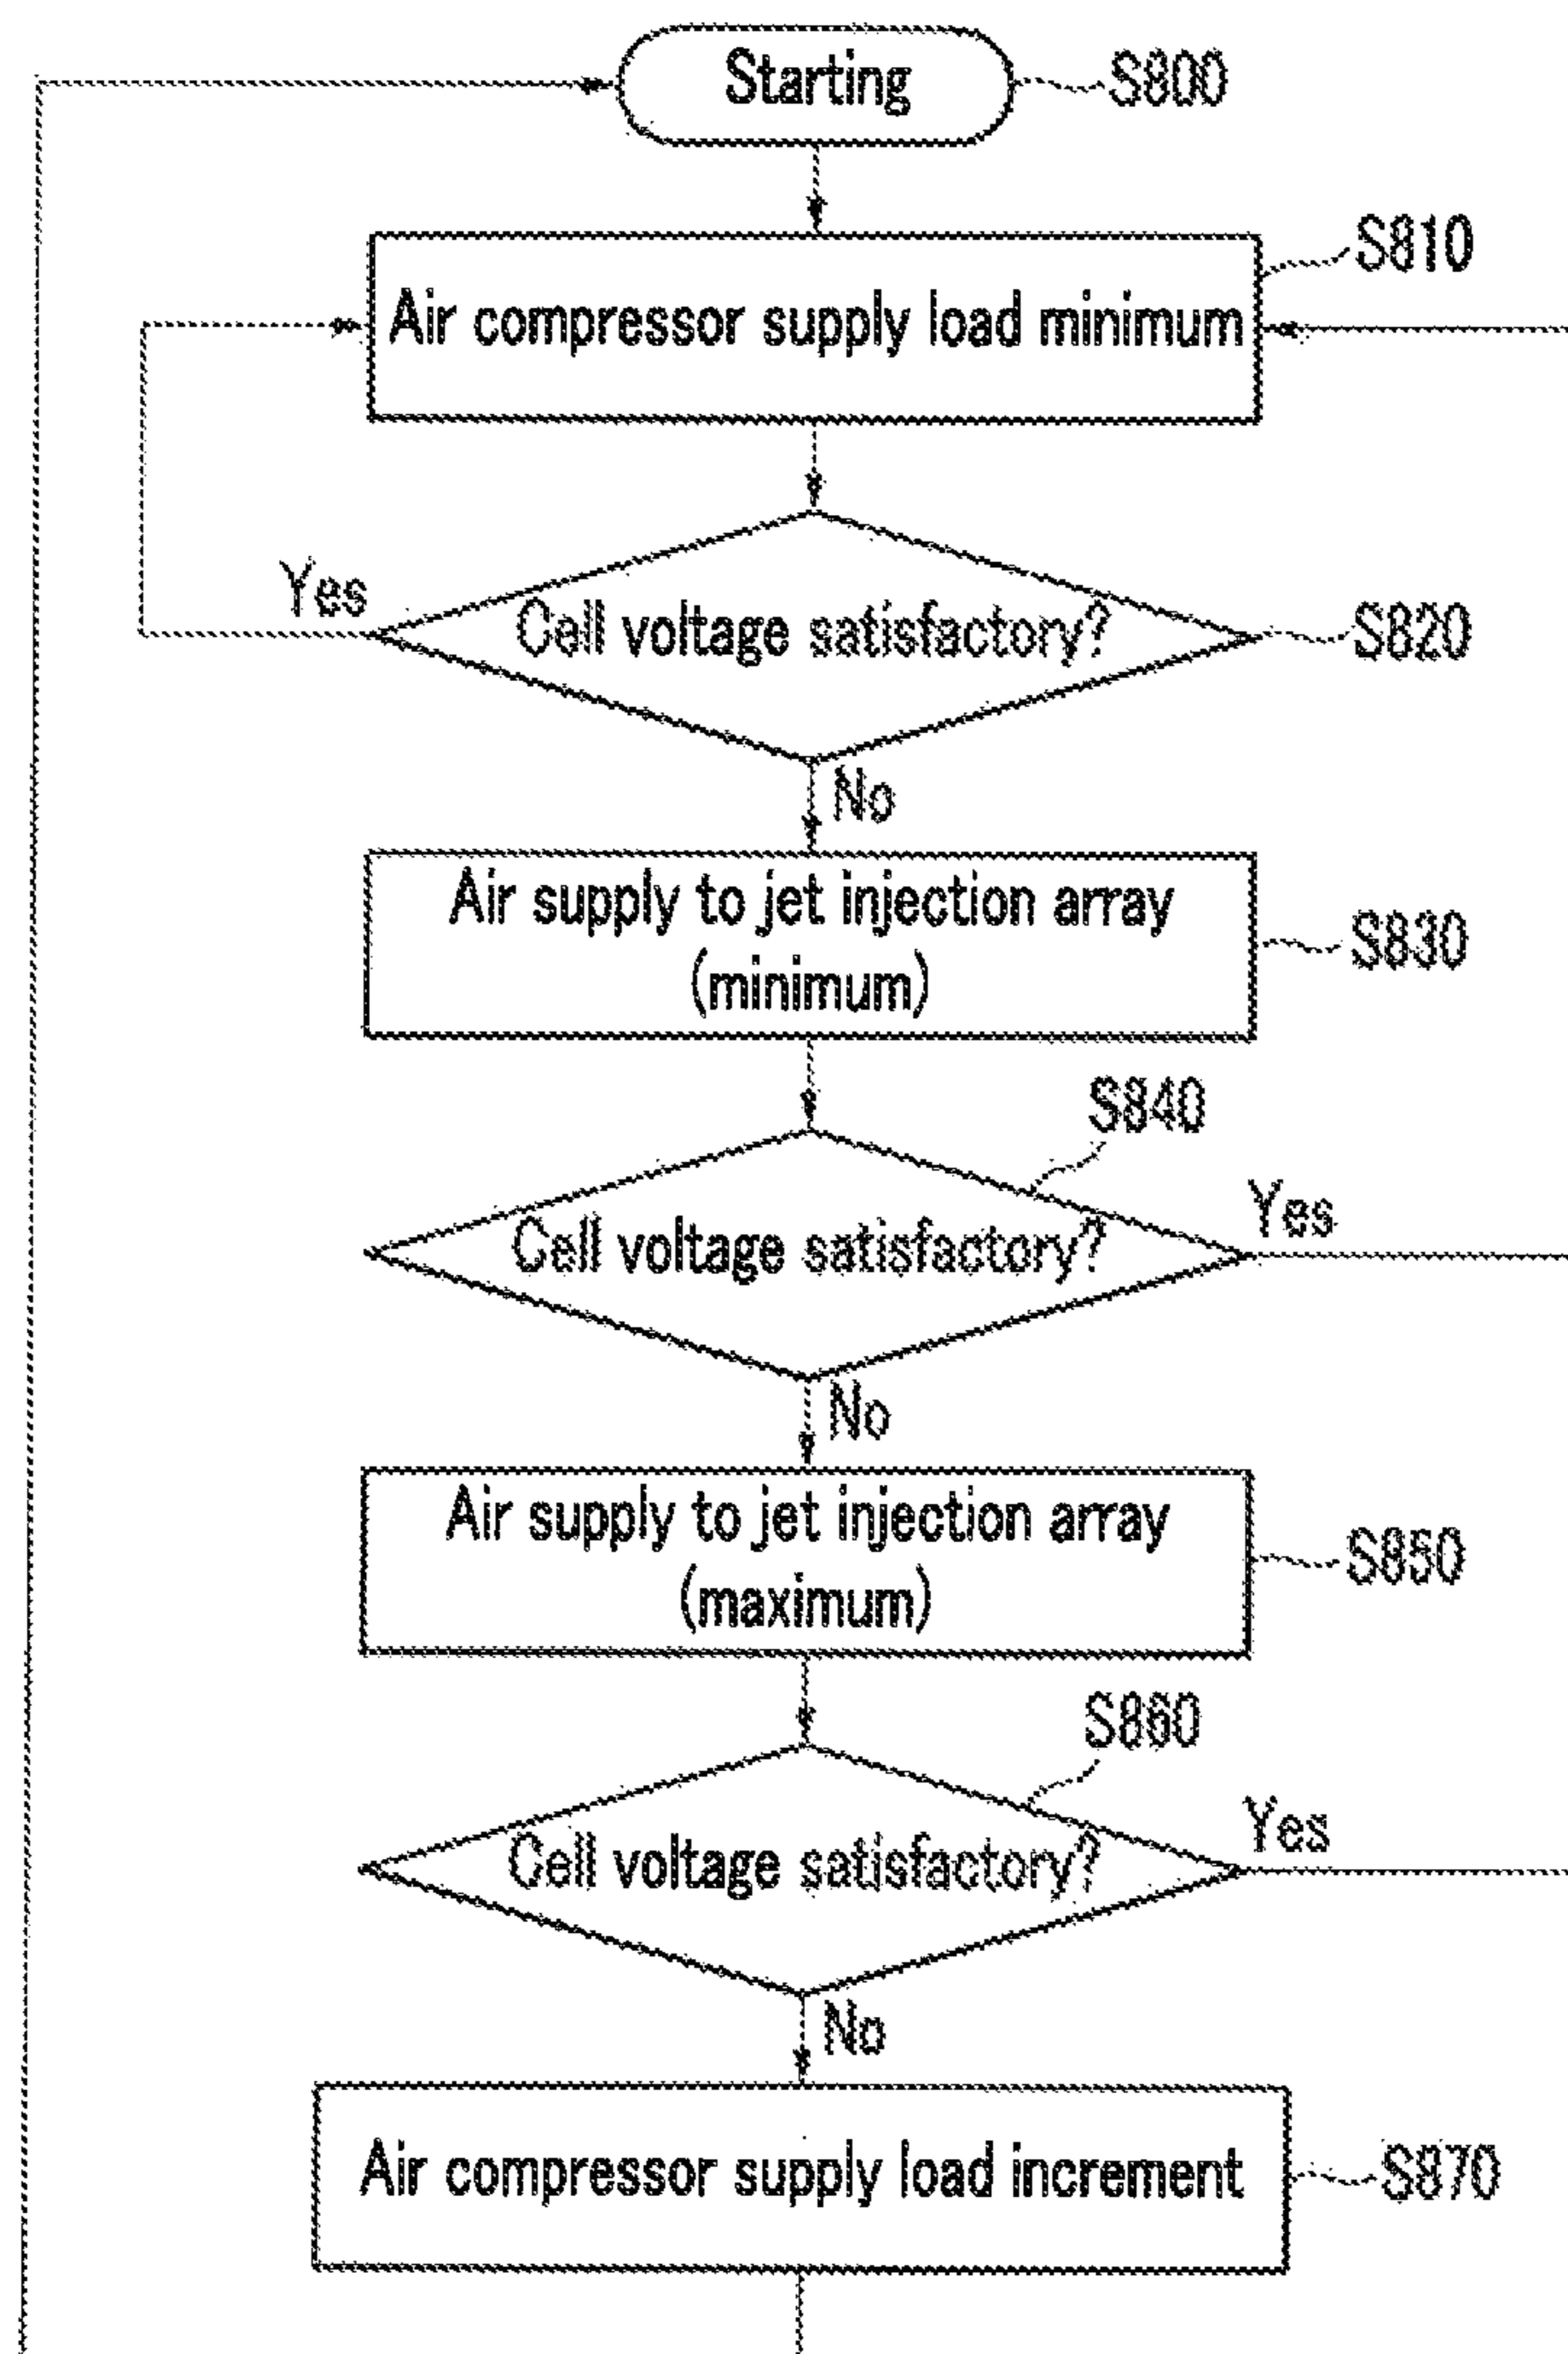 Starting
S800
S810
Air compressor supply load minimum
Yes
Cell voltage satisfactory?
S820
No
Air supply to jet injection array
(minimum)
S830
S840
Cell voltage satisfactory?
Yes
No
Air supply to jet injection array
(maximum)
S850
S860
Cell voltage satisfactory?
Yes
No
Air compressor supply load increment
S870